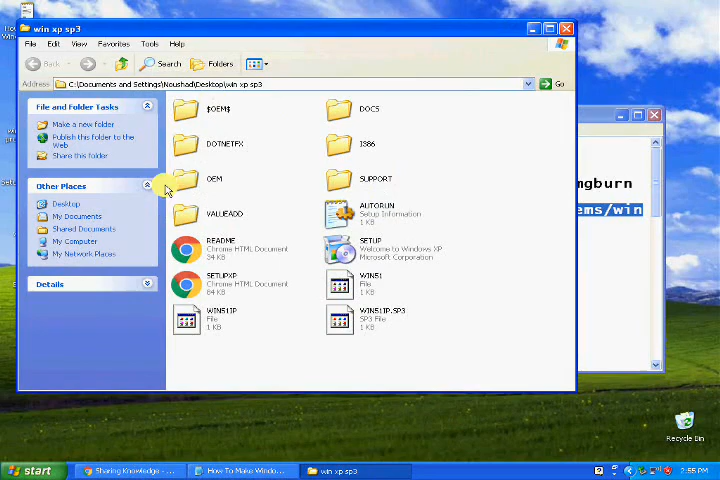 win xp sp3
File Edit View Favorites Tools Help
Back Search Folders
Address C:\Documents and Settings\Noushad\Desktop\win xp sp3 Go
File and Folder Tasks
Make a new folder
Publish this folder to the
Web
Share this folder
Other Places
Desktop
My Documents
Shared Documents
My Computer
My Network Places
Details
$OEM$
DOCS
DOTNETFX
I386
OEM
SUPPORT
VALUEADD
AUTORUN
Setup Information
1 KB
README
Chrome HTML Document
34 KB
SETUP
Welcome to Windows XP
Microsoft Corporation
SETUPXP
Chrome HTML Document
84 KB
WIN51
File
1 KB
WIN51IP
File
1 KB
WIN51IP.SP3
SP3 File
1 KB
mgburn
ems/win
Recycle Bin
start
Sharing Knowledge - ...
How To Make Windo...
win xp sp3
2:55 PM